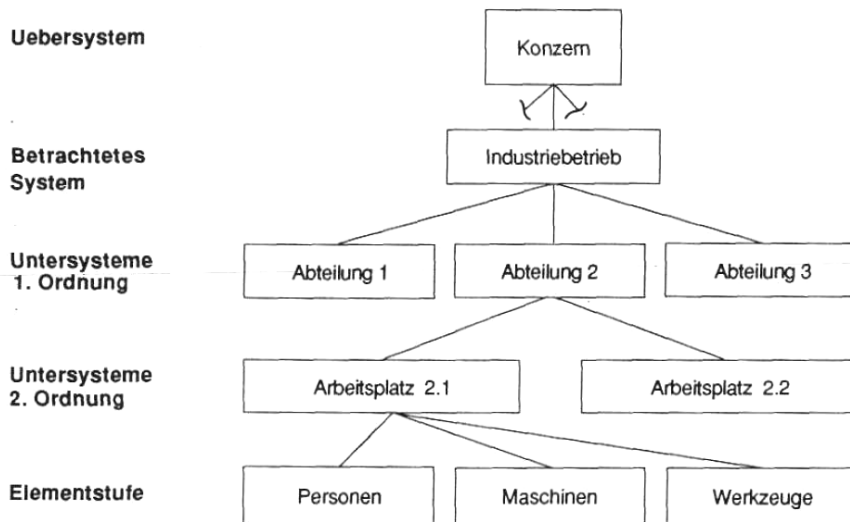 Uebersystem
Konzern
Betrachtetes
System
Industriebetrieb
Untersysteme
1. Ordnung
Abteilung 1
Abteilung 2
Abteilung 3
Untersysteme
2. Ordnung
Arbeitsplatz 2.1
Arbeitsplatz 2.2
Elementstufe
Personen
Maschinen
Werkzeuge